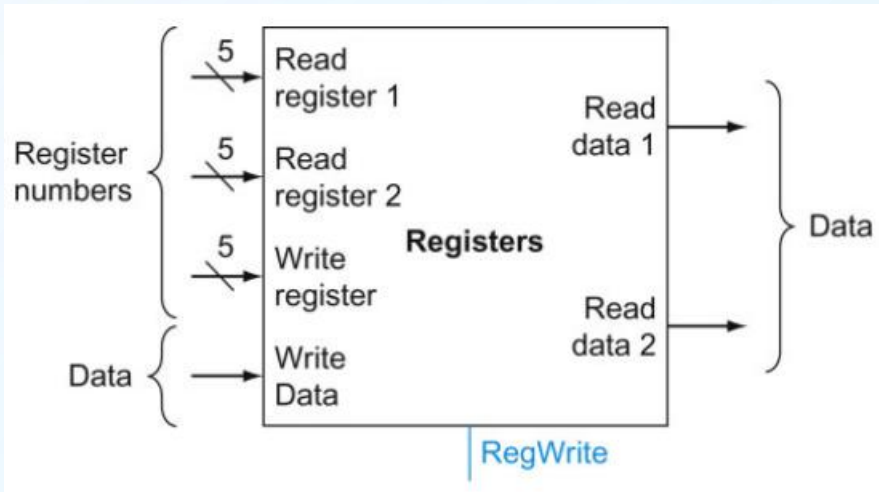 5
Read
register 1
5
Read
register 2
5
Write
register
Write
Data
Register
numbers
Data
Registers
Read
data 1
Read
data 2
Data
RegWrite